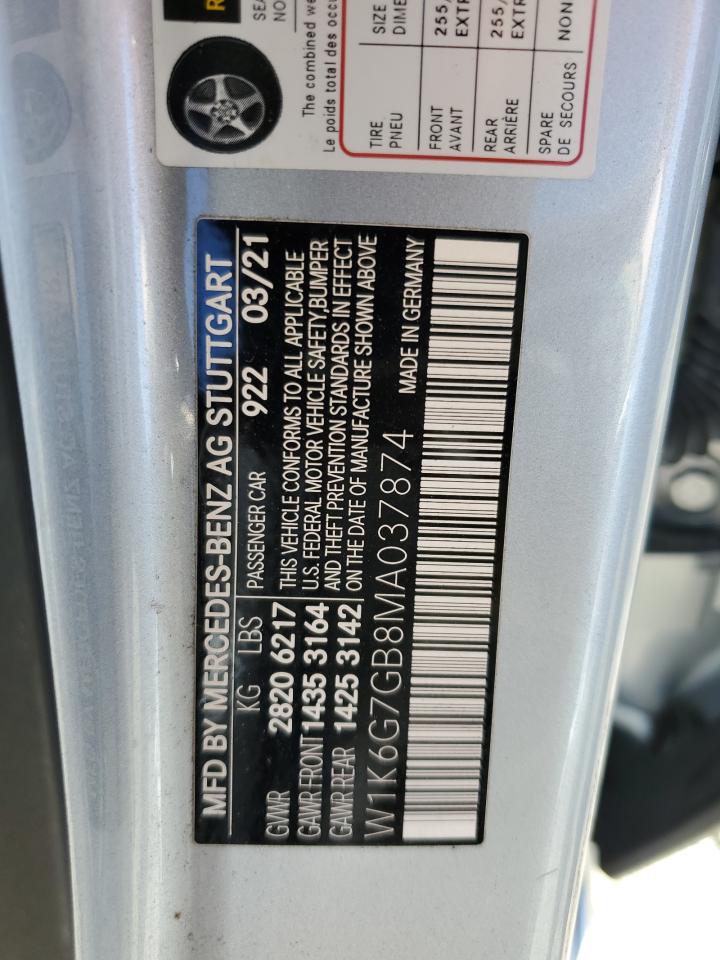 MFD BY MERCEDES-BENZ AG STUTTGART
KG LBS PASSENGER CAR 922 03/21
GVWR 2820 6217
GAWR FRONT 1435 3164
GAWR REAR 1425 3142
THIS VEHICLE CONFORMS TO ALL APPLICABLE
U.S. FEDERAL MOTOR VEHICLE SAFETY,BUMPER
AND THEFT PREVENTION STANDARDS IN EFFECT
ON THE DATE OF MANUFACTURE SHOWN ABOVE
W1K6G7GB8MA037874 MADE IN GERMANY
The combined
Le poids total des
TIRE SIZE
PNEU
FRONT 255/
AVANT EXTR
REAR 255/
ARRIÈRE EXTR
SPARE NON
DE SECOURS